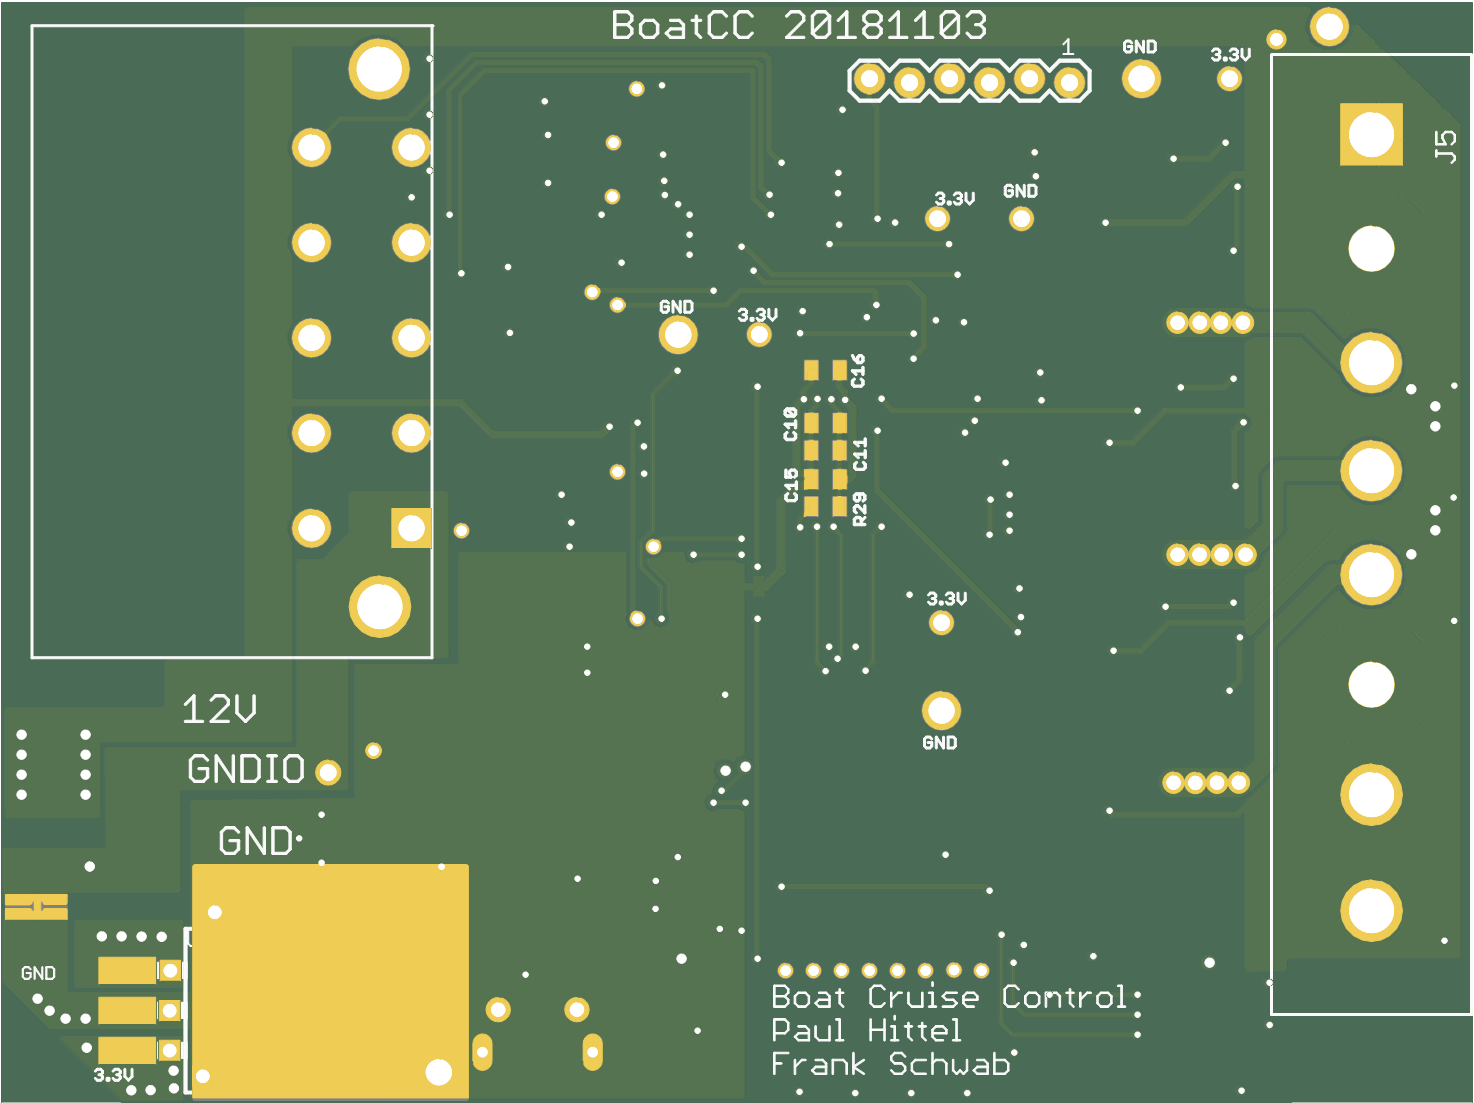 BoatCC 20181103
1
GND
3.3V
J5
3.3V
GND
GND
3.3V
C16
C10
C11
C15
R29
3.3V
12V
GND
GNDIO
GND
GND
3.3V
Boat Cruise Control
Paul Hittel
Frank Schwab